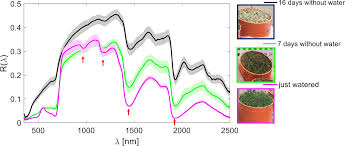 16 days without water
7 days without water
just watered
R(λ)
0.5
0.4
0.3
0.2
0.1
0
500
1000
1500
2000
2500
λ [nm]